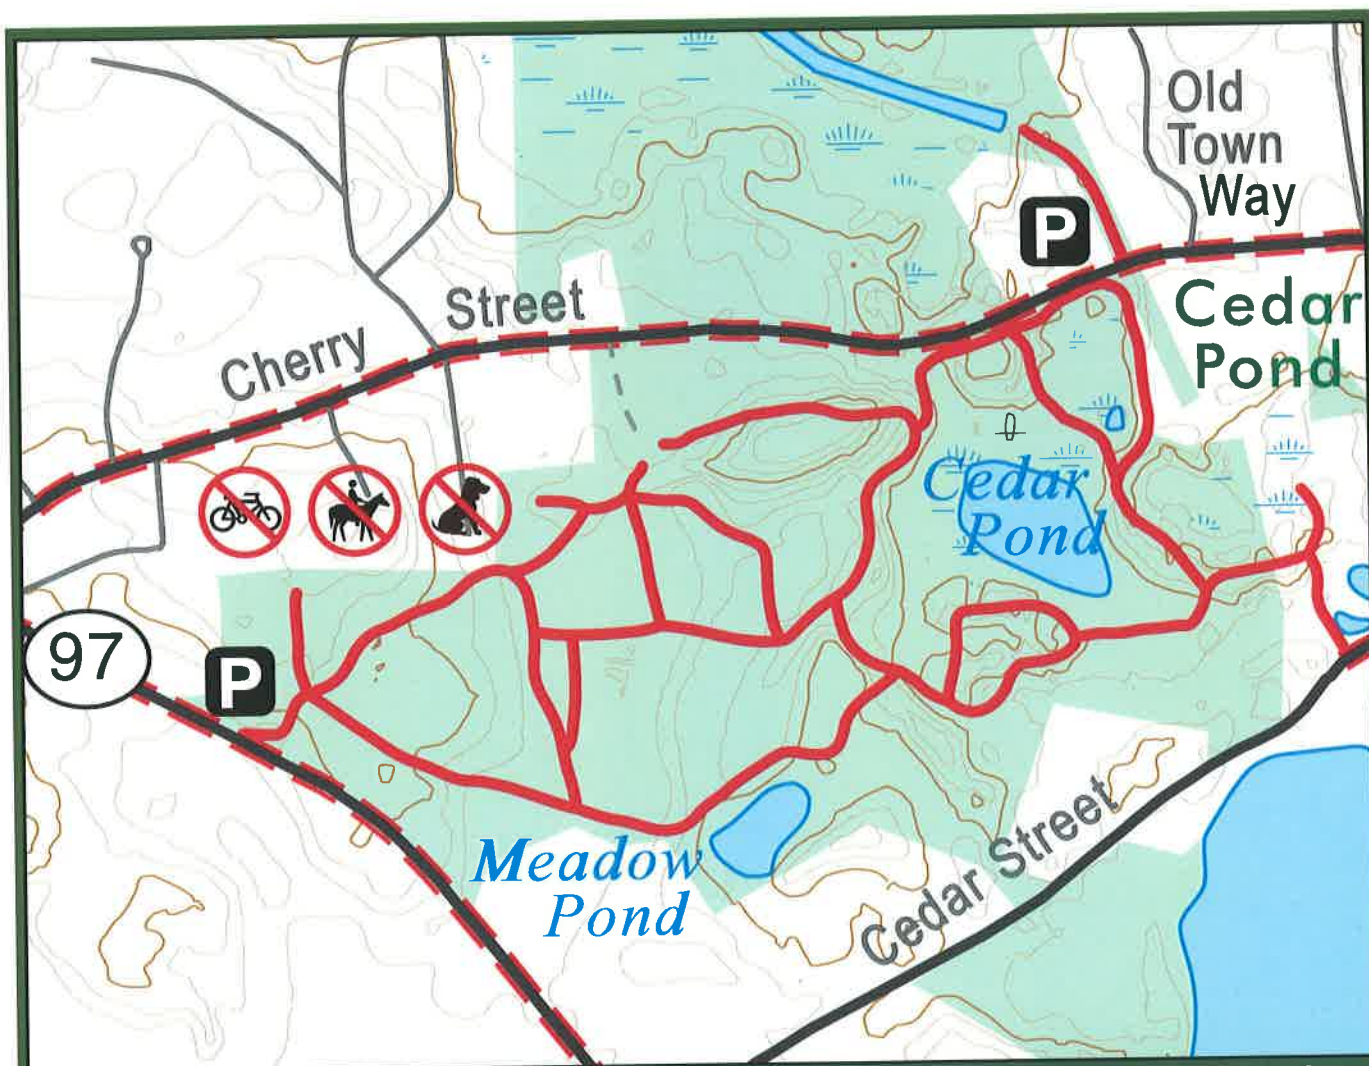 Old
Town
Way
P
Cedar
Pond
Cherry Street
Cedar
Pond
97
P
Meadow
Pond
Cedar Street